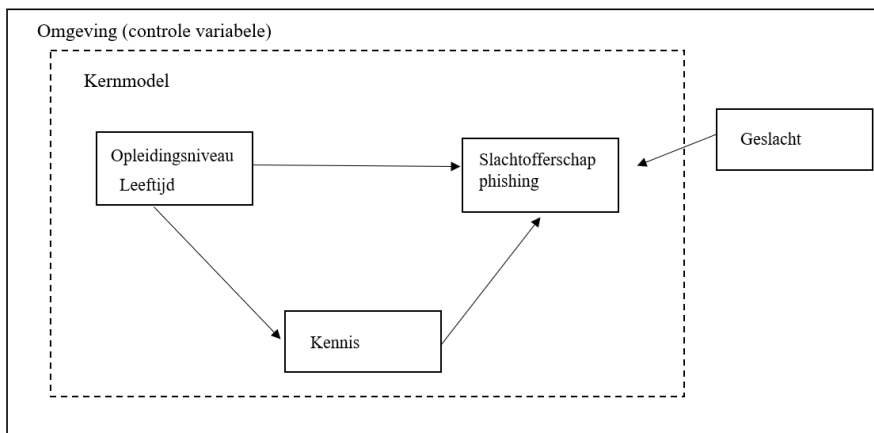 Omgeving (controle variabele)
Kernmodel
Opleidingsniveau
Leeftijd
Slachtofferschap
phishing
Geslacht
Kennis